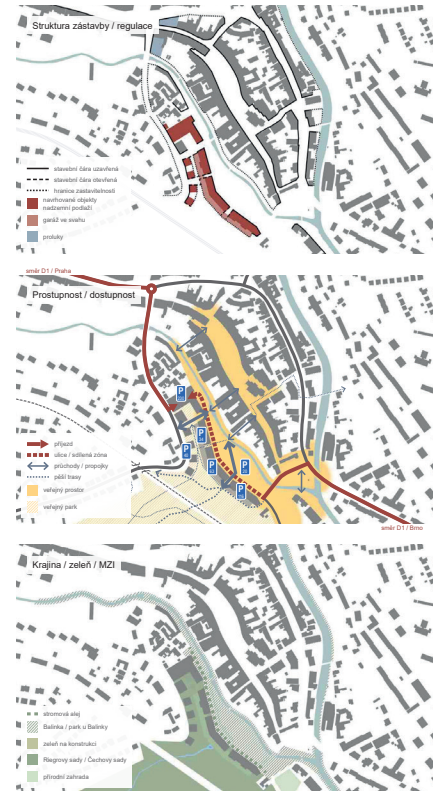 Struktura zástavby / regulace
stavební čára uzavřená
stavební čára otevřená
hranice zastavitelnosti
navrhované objekty
nadzemní podlaží
garáž ve svahu
proluky
směr D1 / Praha
Prostupnost / dostupnost
P
P
P
P
P
P
příjezd
ulice / sdílená zóna
průchody / propojky
pěší trasy
veřejný prostor
veřejný park
směr D1 / Brno
Krajina / zeleň / MZI
stromová alej
Balinka / park u Balinky
zeleň na konstrukci
Riegrovy sady / Čechovy sady
přírodní zahrada